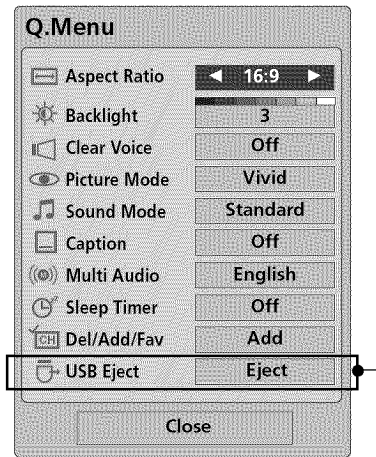 Q.Menu
Aspect Ratio ◄ 16:9 ►
Backlight 3
Clear Voice Off
Picture Mode Vivid
Sound Mode Standard
Caption Off
Multi Audio English
Sleep Timer Off
CH Del/Add/Fav Add
USB Eject Eject
Close